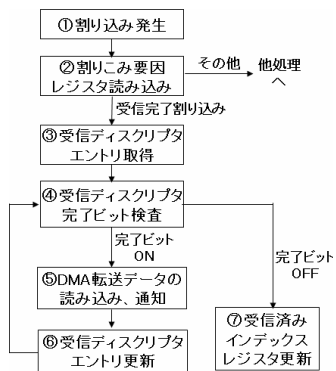 ①割り込み発生
②割りこみ要因
レジスタ読み込み
その他
他処理
へ
受信完了割り込み
③受信ディスクリプタ
エントリ取得
④受信ディスクリプタ
完了ビット検査
完了ビット
ON
完了ビット
OFF
⑤DMA転送データの
読み込み、通知
⑥受信ディスクリプタ
エントリ更新
⑦受信済み
インデックス
レジスタ更新